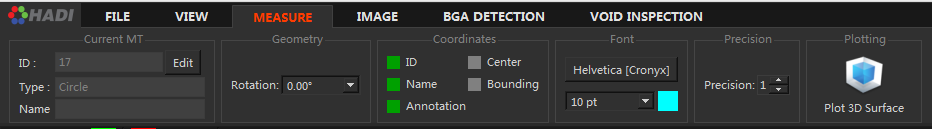 HADI FILE VIEW MEASURE IMAGE BGA DETECTION VOID INSPECTION
Current MT
ID : 17 Edit
Type : Circle
Name
Geometry
Rotation: 0.00°
Coordinates
ID Center
Name Bounding
Annotation
Font
Helvetica [Cronyx]
10 pt
Precision
Precision: 1
Plotting
Plot 3D Surface